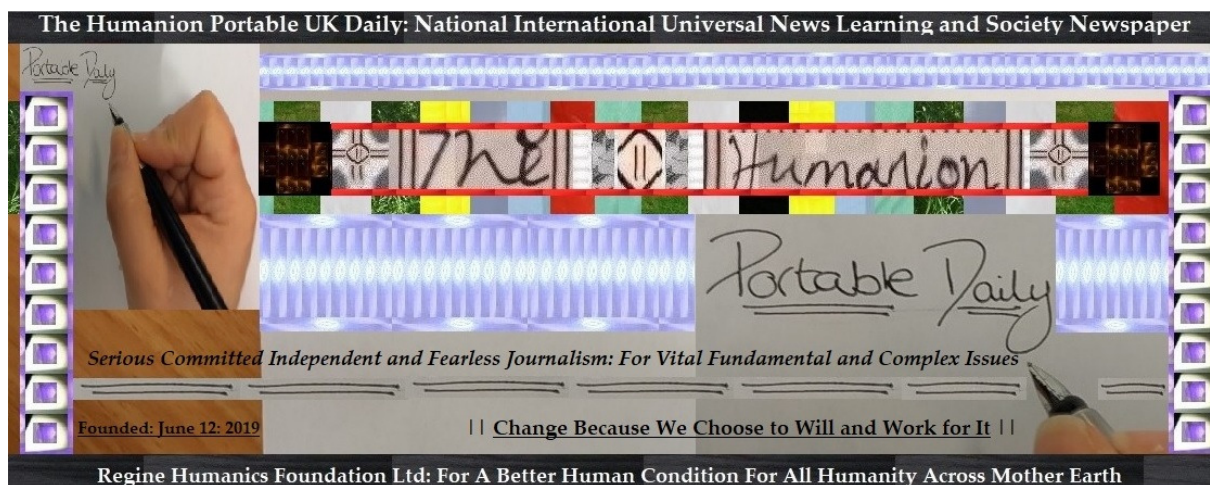 The Humanion Portable UK Daily: National International Universal News Learning and Society Newspaper
Portable Daily
The Humanion
Portable Daily
Serious Committed Independent and Fearless Journalism: For Vital Fundamental and Complex Issues
Founded: June 12: 2019
|| Change Because We Choose to Will and Work for It ||
Regine Humanics Foundation Ltd: For A Better Human Condition For All Humanity Across Mother Earth